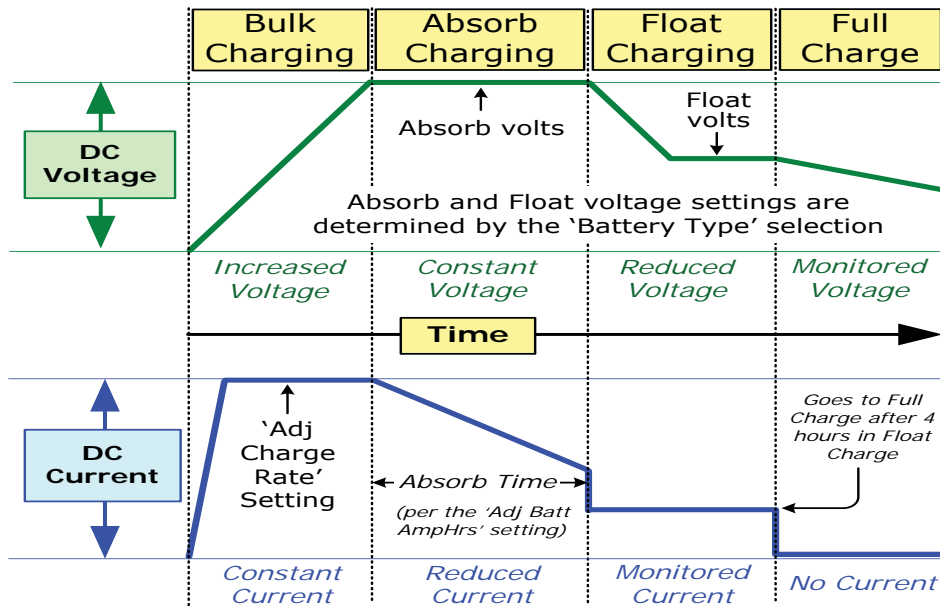 Bulk
Charging
Absorb
Charging
Float
Charging
Full
Charge
DC
Voltage
Absorb volts
Float
volts
Absorb and Float voltage settings are
determined by the ‘Battery Type’ selection
Increased
Voltage
Constant
Voltage
Reduced
Voltage
Monitored
Voltage
Time
DC
Current
‘Adj
Charge
Rate’
Setting
Absorb Time
(per the ‘Adj Batt
AmpHrs’ setting)
Goes to Full
Charge after 4
hours in Float
Charge
Constant
Current
Reduced
Current
Monitored
Current
No Current